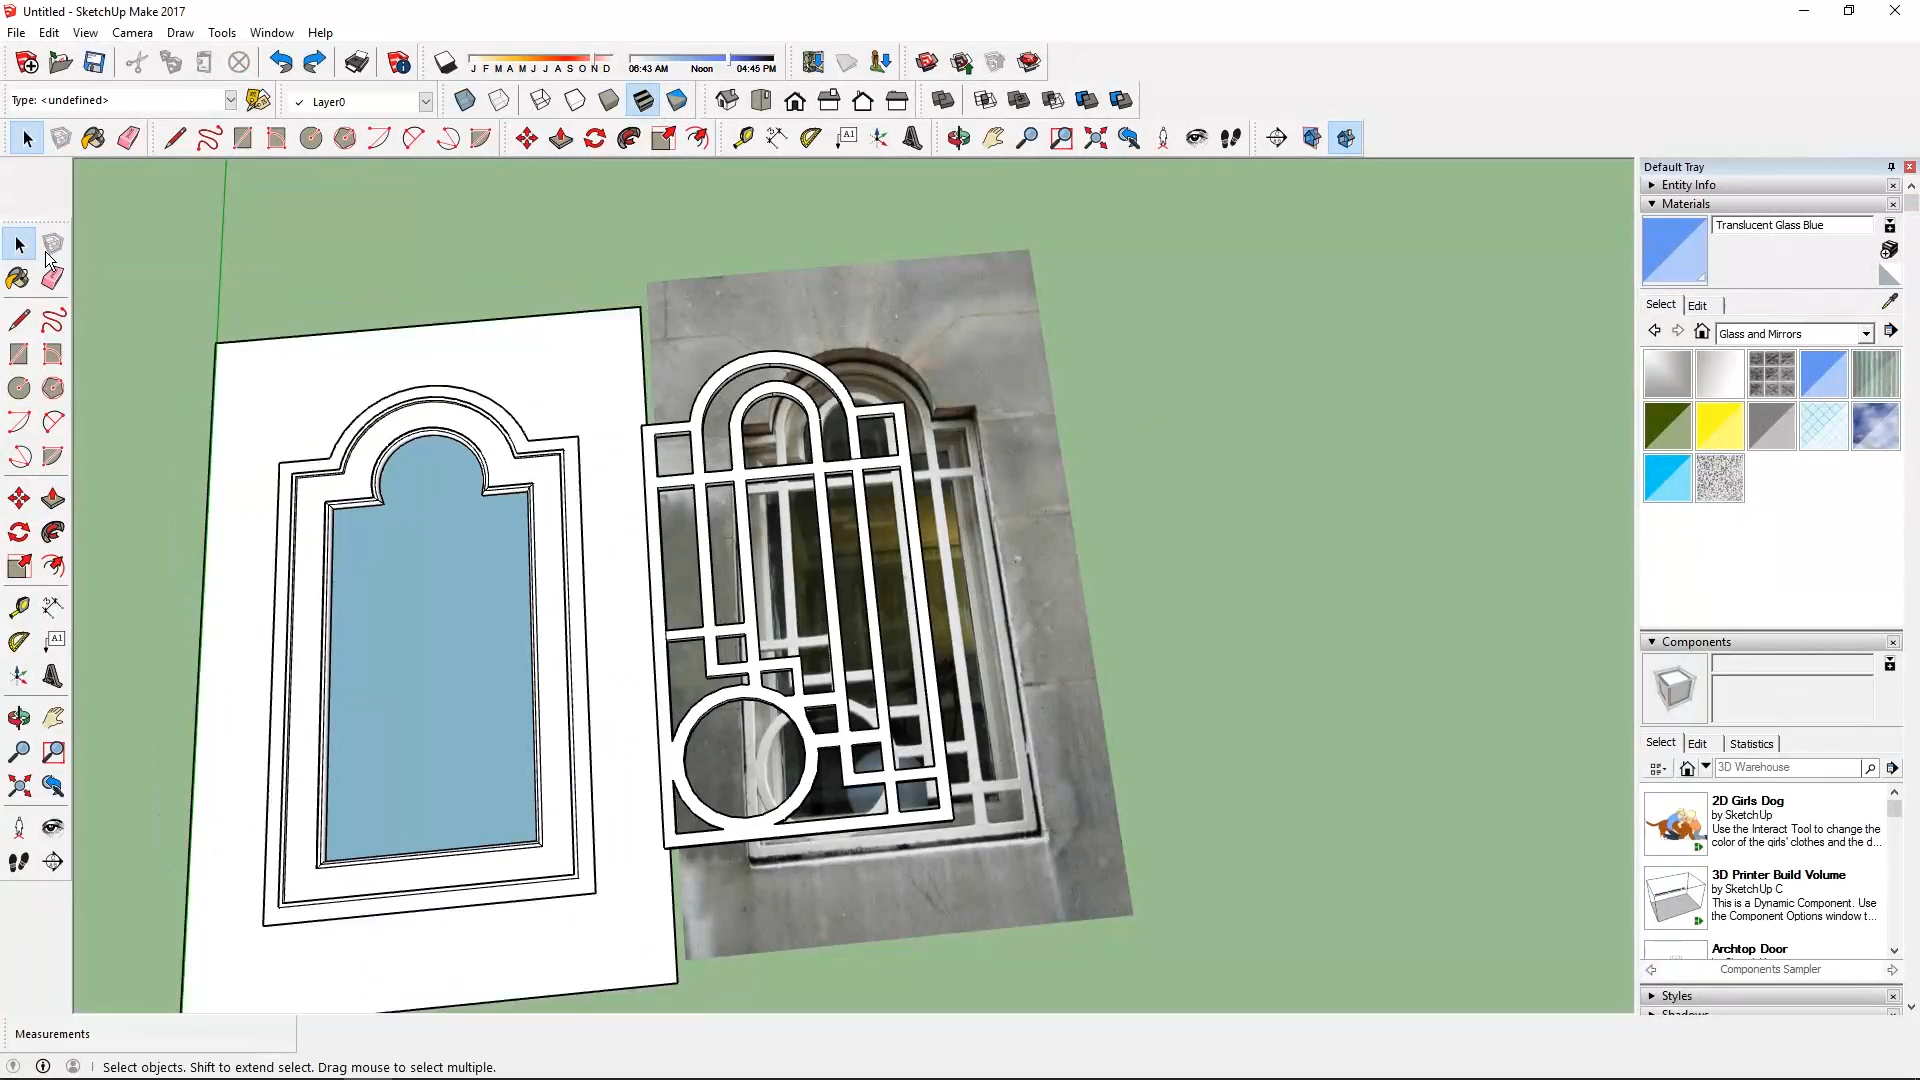 Untitled - SketchUp Make 2017
File Edit View Camera Draw Tools Window Help
J F M A M J J A S O N D 06:43 AM Noon 04:45 PM
Type: <undefined> Layer0
A1
Default Tray
Entity Info
Materials
Translucent Glass Blue
Select Edit
Glass and Mirrors
A1
Components
Select Edit Statistics
3D Warehouse
2D Girls Dog
by SketchUp
Use the Interact Tool to change the
color of the girls' clothes and the d...
3D Printer Build Volume
by SketchUp C
This is a Dynamic Component. Use
the Component Options window t...
Archtop Door
Components Sampler
Styles
Measurements
Select objects. Shift to extend select. Drag mouse to select multiple.